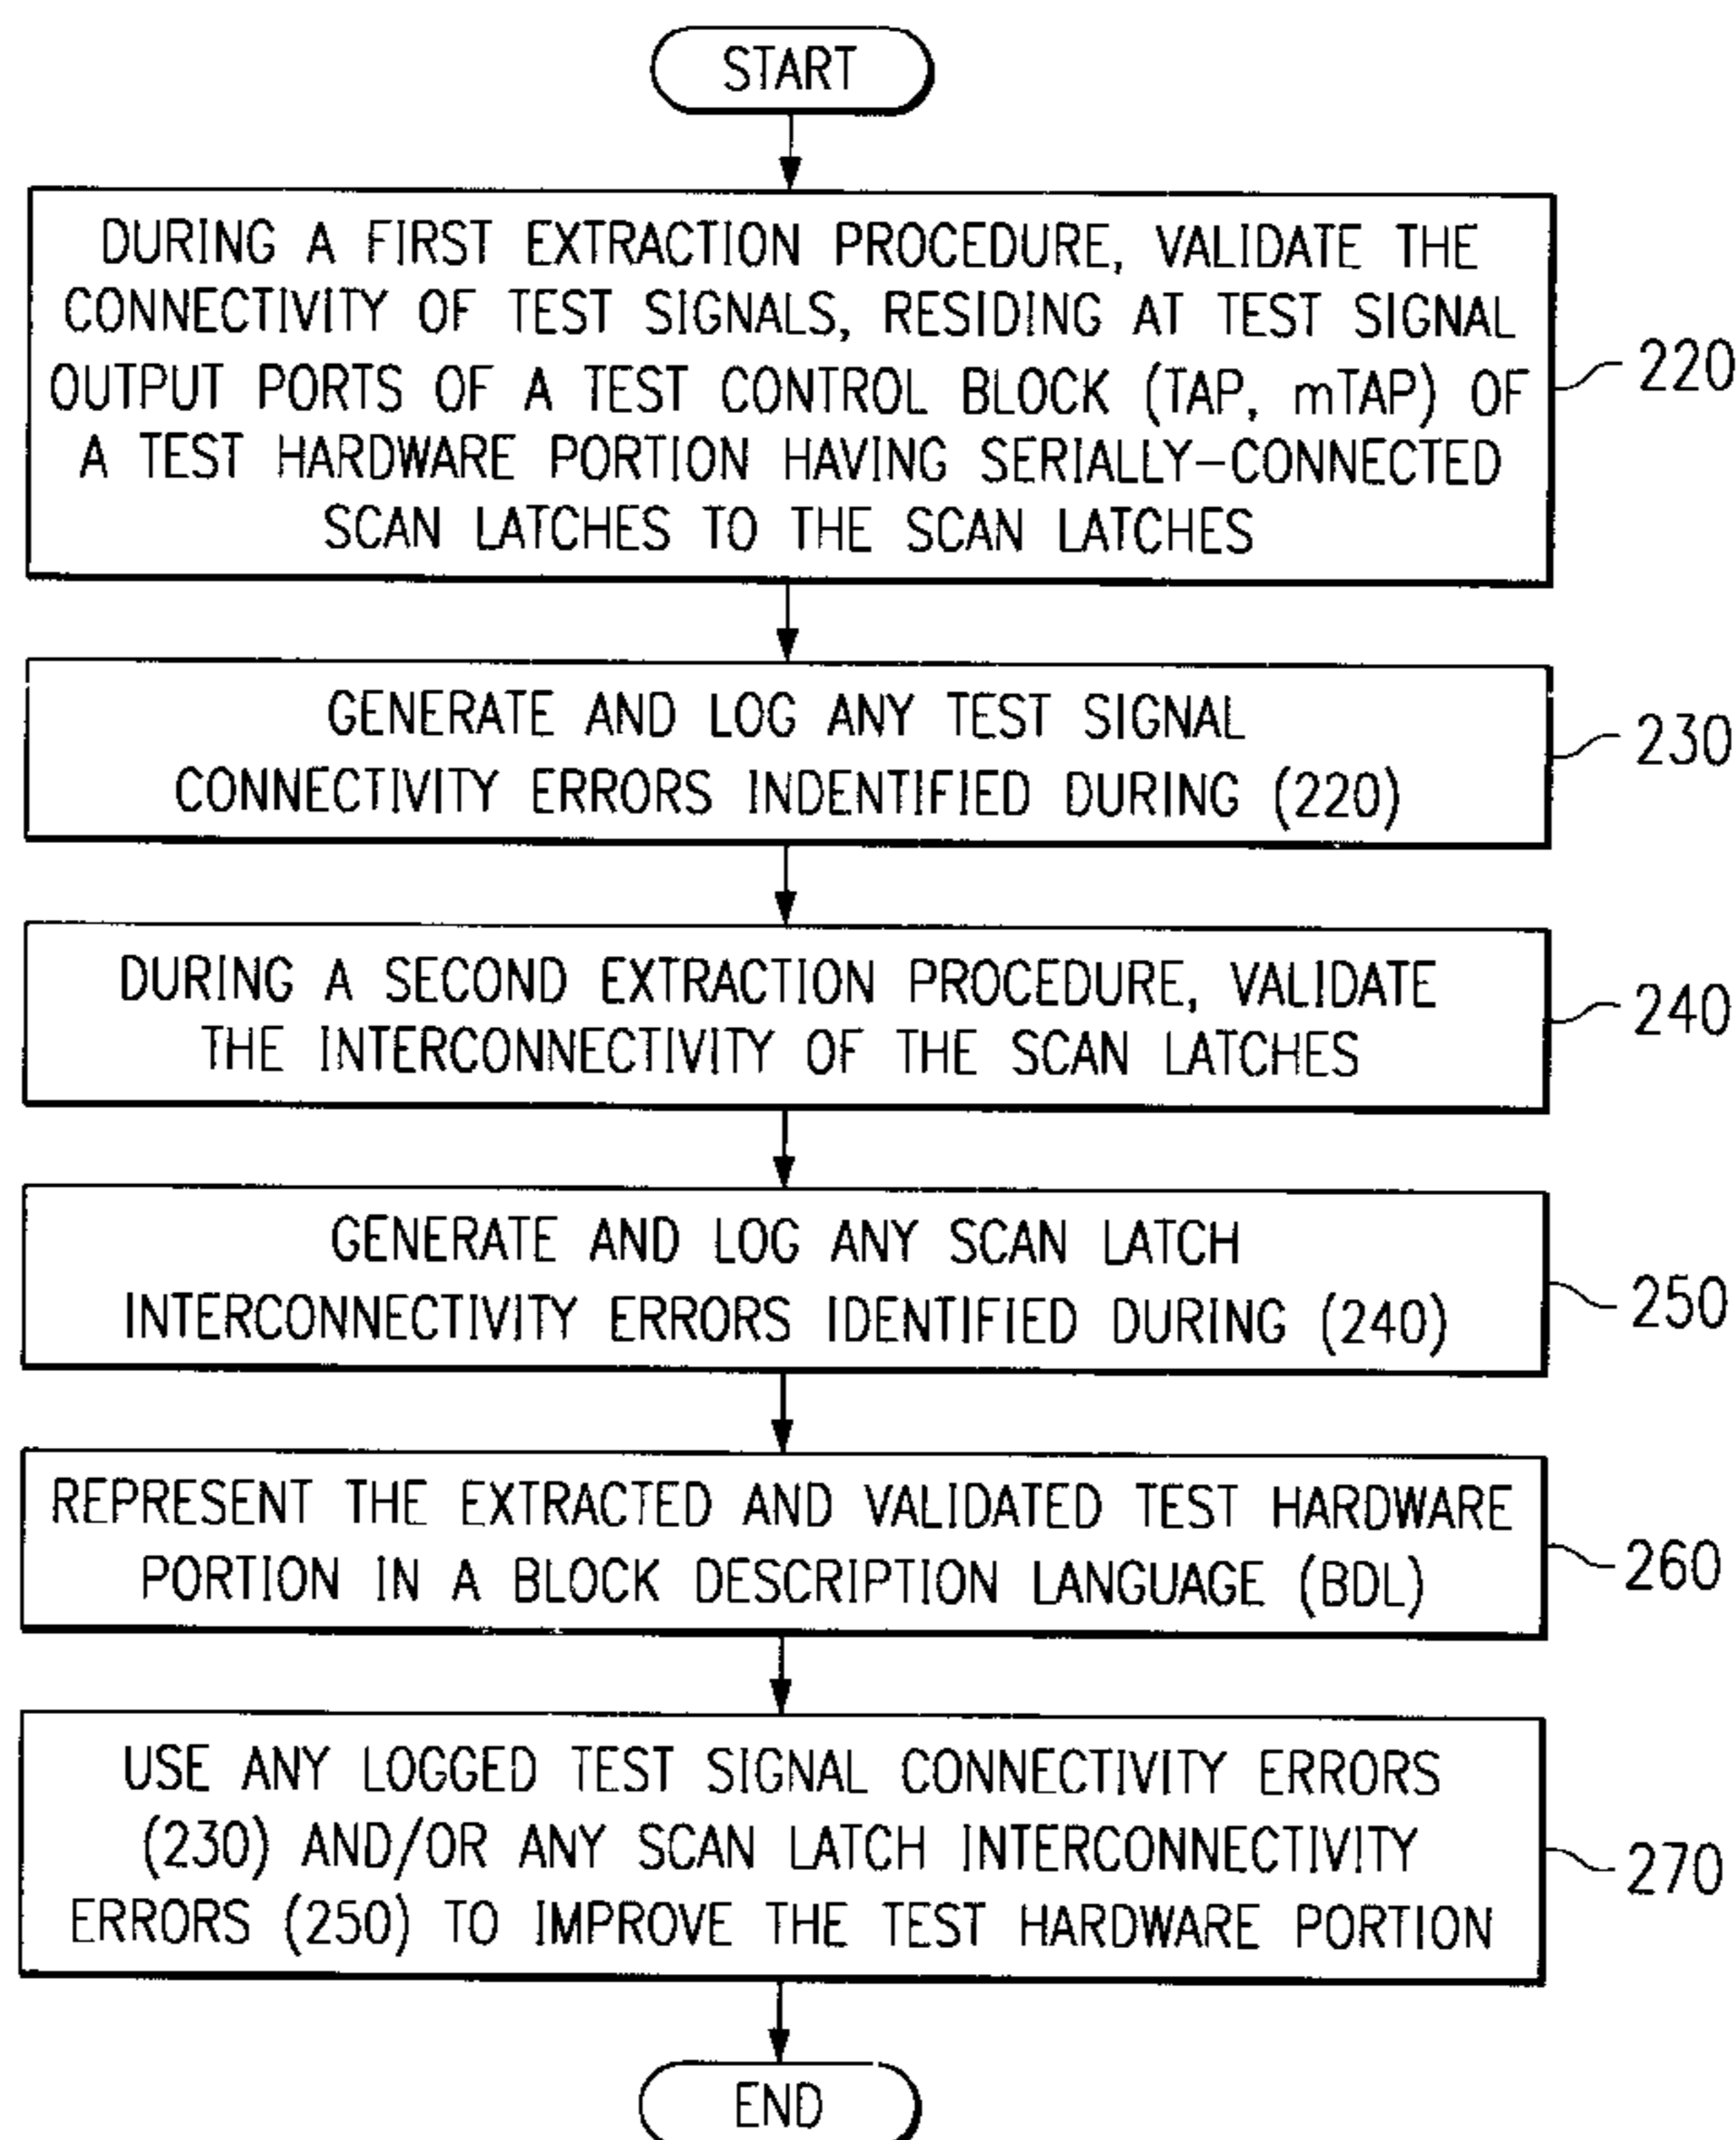 START
DURING A FIRST EXTRACTION PROCEDURE, VALIDATE THE
CONNECTIVITY OF TEST SIGNALS, RESIDING AT TEST SIGNAL
OUTPUT PORTS OF A TEST CONTROL BLOCK (TAP, mTAP) OF
A TEST HARDWARE PORTION HAVING SERIALLY-CONNECTED
SCAN LATCHES TO THE SCAN LATCHES
220
GENERATE AND LOG ANY TEST SIGNAL
CONNECTIVITY ERRORS INDENTIFIED DURING (220)
230
DURING A SECOND EXTRACTION PROCEDURE, VALIDATE
THE INTERCONNECTIVITY OF THE SCAN LATCHES
240
GENERATE AND LOG ANY SCAN LATCH
INTERCONNECTIVITY ERRORS IDENTIFIED DURING (240)
250
REPRESENT THE EXTRACTED AND VALIDATED TEST HARDWARE
PORTION IN A BLOCK DESCRIPTION LANGUAGE (BDL)
260
USE ANY LOGGED TEST SIGNAL CONNECTIVITY ERRORS
(230) AND/OR ANY SCAN LATCH INTERCONNECTIVITY
ERRORS (250) TO IMPROVE THE TEST HARDWARE PORTION
270
END